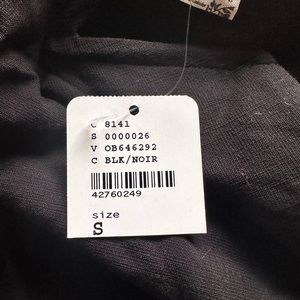 C 8141
S 0000026
V OB646292
C BLK/NOIR
42760249
size
S